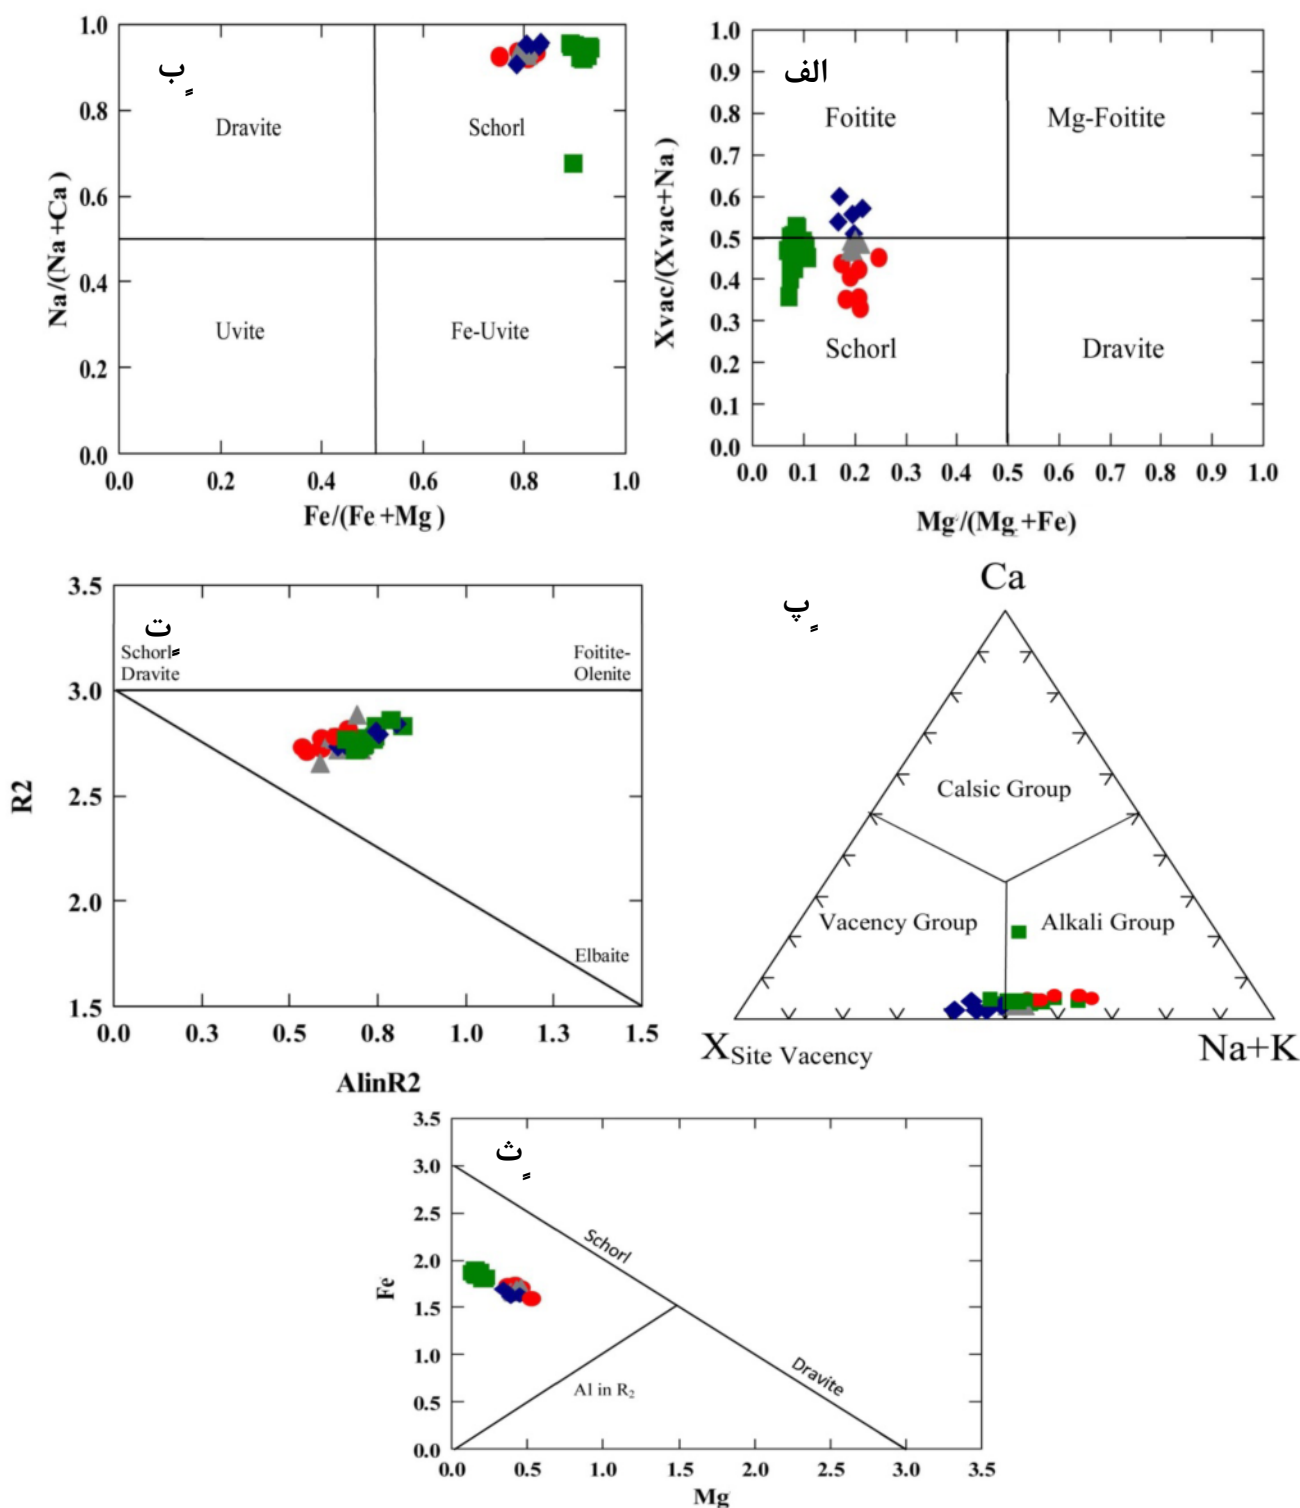 ب
Dravite
Schorl
Uvite
Fe-Uvite
1.0
0.8
0.6
0.4
0.2
0.0
0.0 0.2 0.4 0.6 0.8 1.0
Na/(Na+Ca)
Fe/(Fe+Mg)
الف
Foitite
Mg-Foitite
Schorl
Dravite
1.0
0.9
0.8
0.7
0.6
0.5
0.4
0.3
0.2
0.1
0.0
0.0 0.1 0.2 0.3 0.4 0.5 0.6 0.7 0.8 0.9 1.0
Xvac/(Xvac+Na)
Mg/(Mg+Fe)
ت
Schorl-
Dravite
Foitite-
Olenite
Elbaite
3.5
3.0
2.5
2.0
1.5
0.0 0.3 0.5 0.8 1.0 1.3 1.5
R2
AlinR2
پ
Ca
Calsic Group
Vacency Group
Alkali Group
X Site Vacency
Na+K
ث
Schorl
Dravite
Al in R2
3.5
3.0
2.5
2.0
1.5
1.0
0.5
0.0
0.0 0.5 1.0 1.5 2.0 2.5 3.0 3.5
Fe
Mg